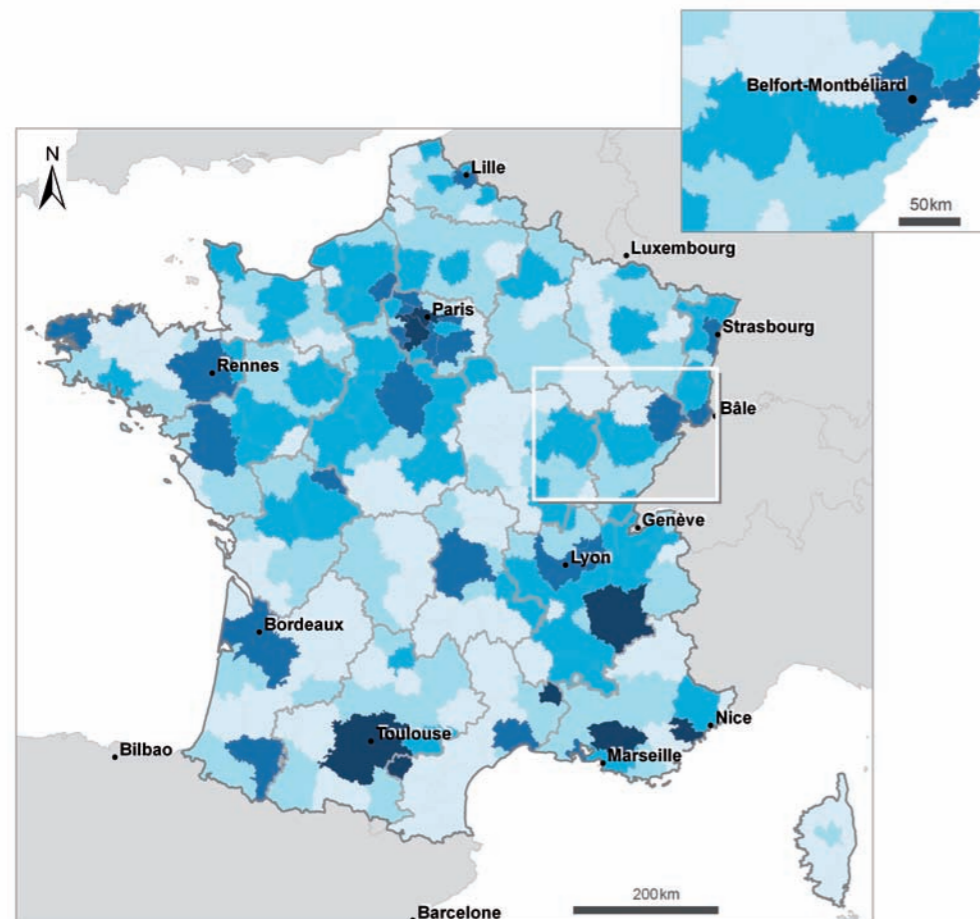 Belfort-Montbéliard
50km
N
Lille
Luxembourg
Paris
Strasbourg
Rennes
Bâle
Genève
Lyon
Bordeaux
Nice
Toulouse
Bilbao
Marseille
200km
Barcelone